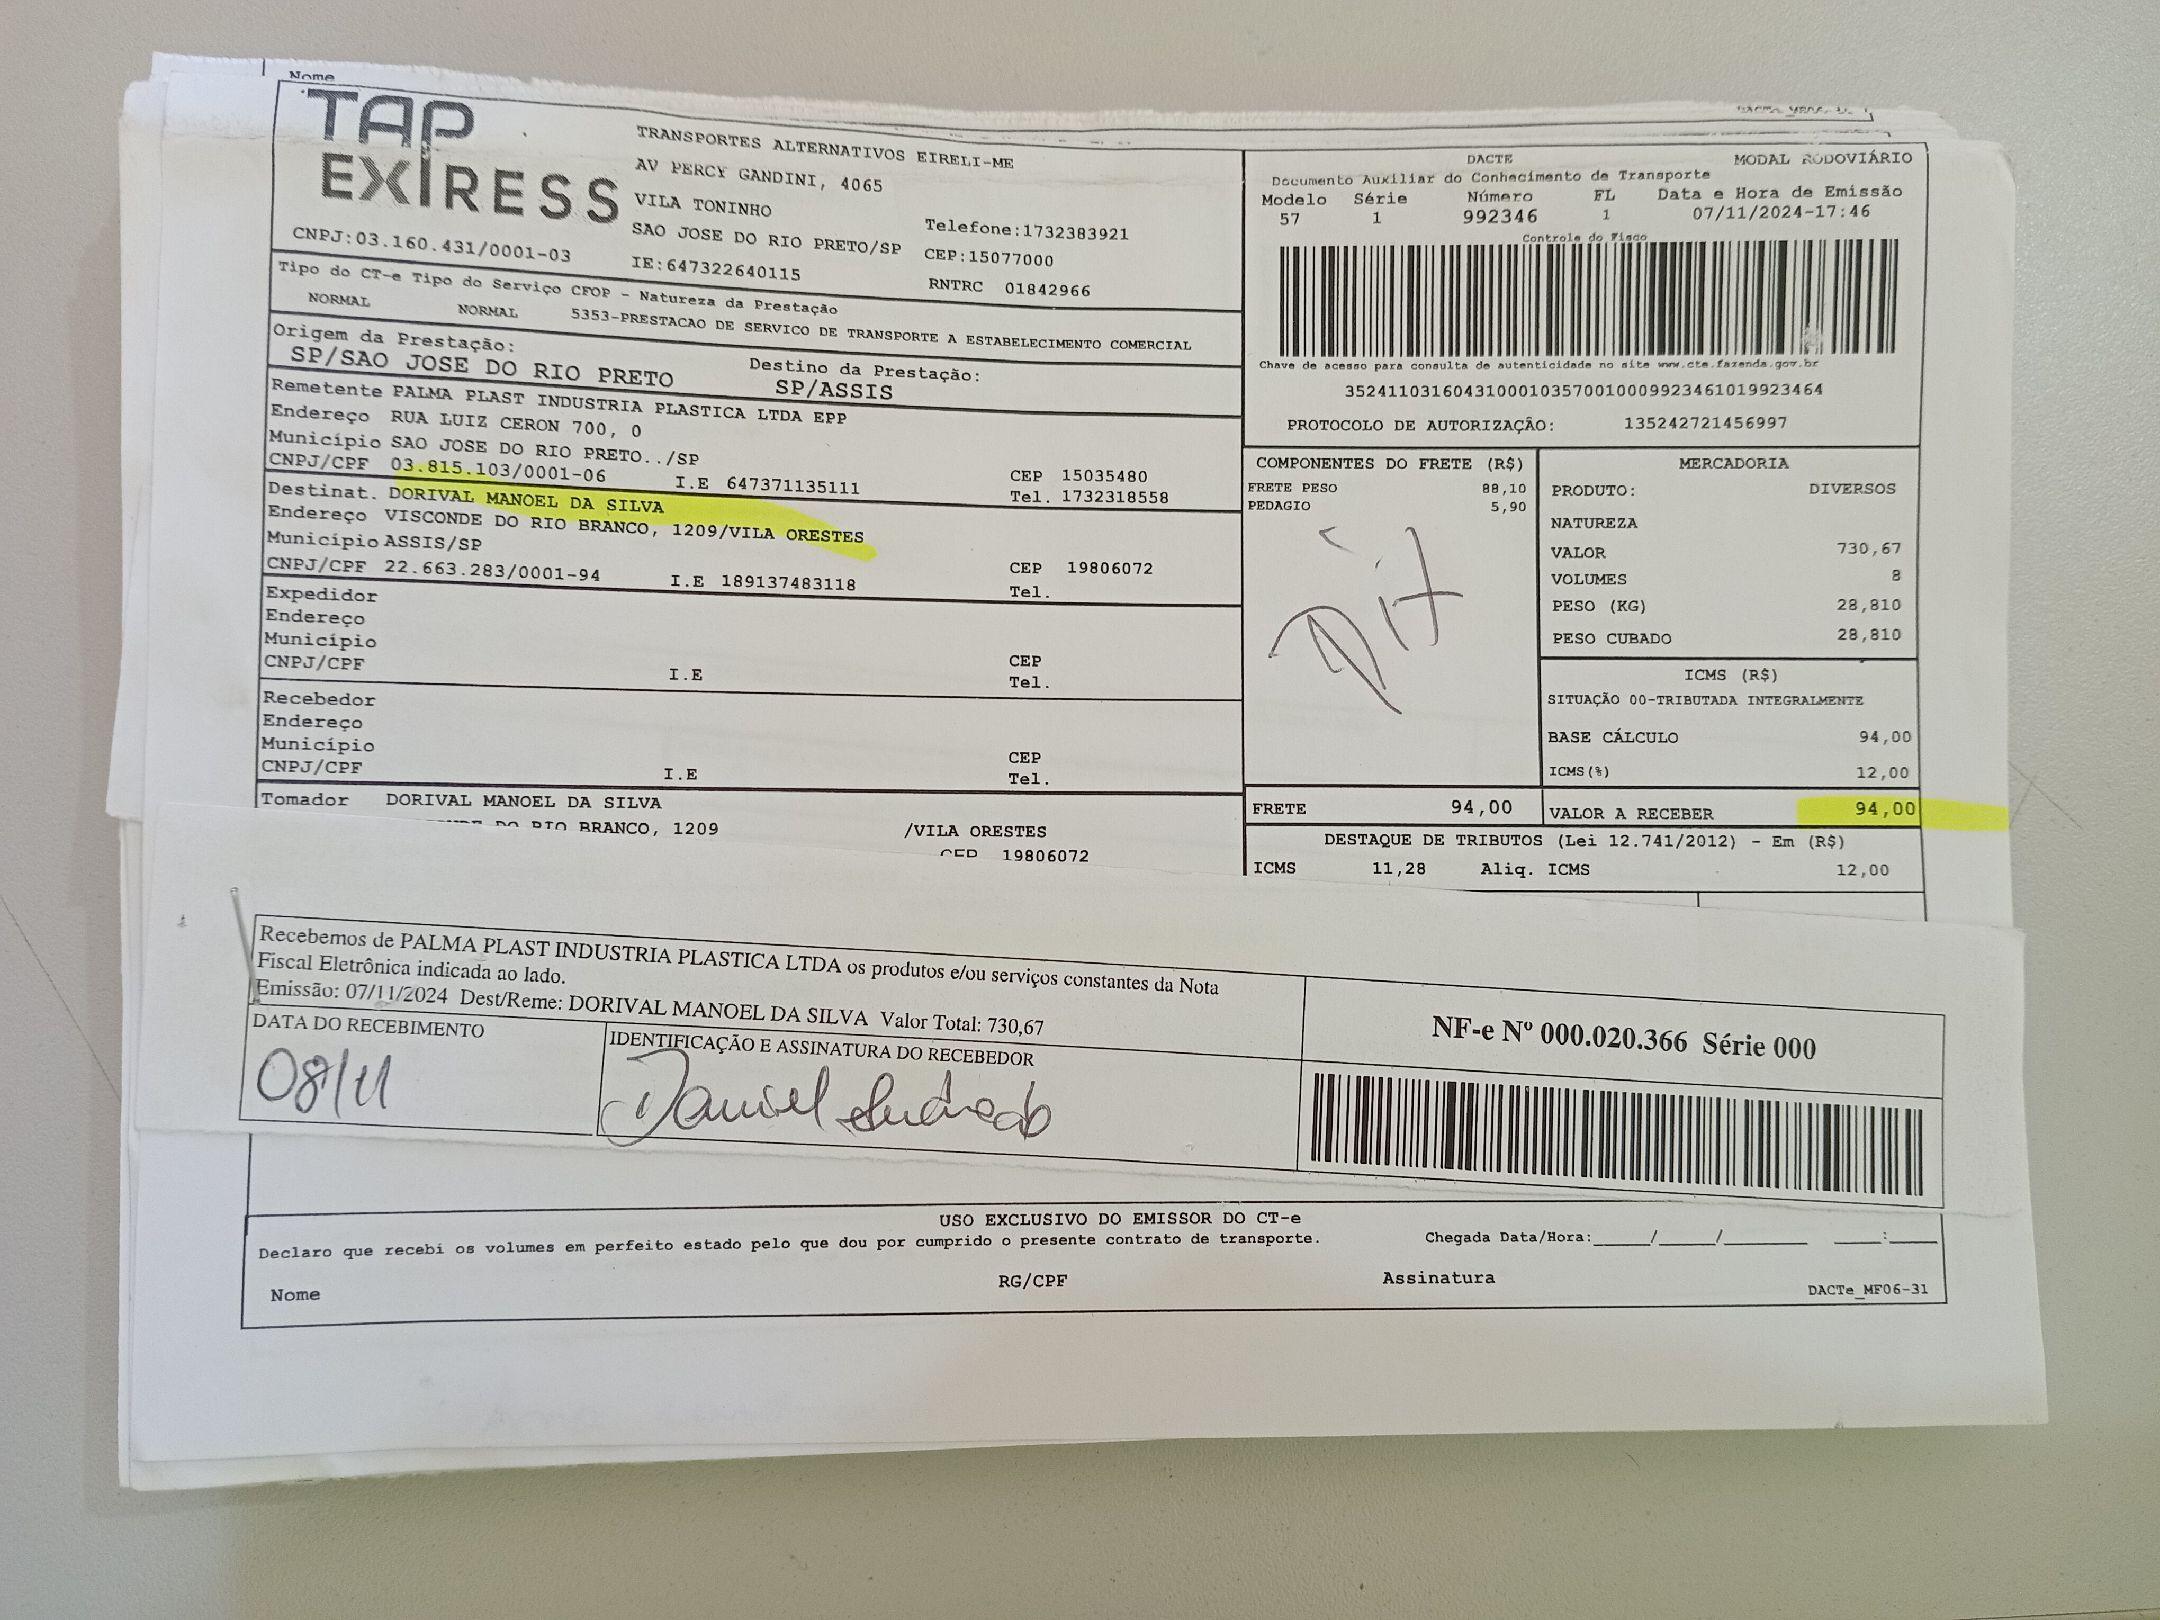 Nome
TAP
EXIRESS
CNPJ:03.160.431/0001-03
TRANSPORTES ALTERNATIVOS EIRELI-ME
AV PERCY GANDINI, 4065
VILA TONINHO
SAO JOSE DO RIO PRETO/SP
IE:647322640115
Telefone:1732383921
CEP:15077000
RNTRC 01842966
DACTE MODAL RODOVIÁRIO
Documento Auxiliar do Conhecimento de Transporte
Modelo Série Número FL Data e Hora de Emissão
57 1 992346 1 07/11/2024-17:46
Controle do Fisco
Chave de acesso para consulta de autenticidade no site www.cte.fazenda.gov.br
35241103160431000103570010009923461019923464
PROTOCOLO DE AUTORIZAÇÃO: 135242721456997
Tipo do CT-e Tipo do Serviço CFOP - Natureza da Prestação
NORMAL NORMAL 5353-PRESTACAO DE SERVICO DE TRANSPORTE A ESTABELECIMENTO COMERCIAL
Origem da Prestação: Destino da Prestação:
SP/SAO JOSE DO RIO PRETO SP/ASSIS
Remetente PALMA PLAST INDUSTRIA PLASTICA LTDA EPP
Endereço RUA LUIZ CERON 700, 0
Município SAO JOSE DO RIO PRETO../SP CEP 15035480
CNPJ/CPF 03.815.103/0001-06 I.E 647371135111 Tel. 1732318558
Destinat. DORIVAL MANOEL DA SILVA
Endereço VISCONDE DO RIO BRANCO, 1209/VILA ORESTES
Município ASSIS/SP CEP 19806072
CNPJ/CPF 22.663.283/0001-94 I.E 189137483118 Tel.
Expedidor
Endereço
Município CEP
CNPJ/CPF I.E Tel.
Recebedor
Endereço
Município CEP
CNPJ/CPF I.E Tel.
Tomador DORIVAL MANOEL DA SILVA
DO RIO BRANCO, 1209 /VILA ORESTES
CEP 19806072
COMPONENTES DO FRETE (R$)
FRETE PESO 88,10
PEDAGIO 5,90
MERCADORIA
PRODUTO: DIVERSOS
NATUREZA
VALOR 730,67
VOLUMES 8
PESO (KG) 28,810
PESO CUBADO 28,810
ICMS (R$)
SITUAÇÃO 00-TRIBUTADA INTEGRALMENTE
BASE CÁLCULO 94,00
ICMS(%) 12,00
FRETE 94,00 VALOR A RECEBER 94,00
DESTAQUE DE TRIBUTOS (Lei 12.741/2012) - Em (R$)
ICMS 11,28 Aliq. ICMS 12,00
Recebemos de PALMA PLAST INDUSTRIA PLASTICA LTDA os produtos e/ou serviços constantes da Nota
Fiscal Eletrônica indicada ao lado.
Emissão: 07/11/2024 Dest/Reme: DORIVAL MANOEL DA SILVA Valor Total: 730,67
DATA DO RECEBIMENTO
08/11
IDENTIFICAÇÃO E ASSINATURA DO RECEBEDOR
Daniel
NF-e Nº 000.020.366 Série 000
USO EXCLUSIVO DO EMISSOR DO CT-e
Declaro que recebi os volumes em perfeito estado pelo que dou por cumprido o presente contrato de transporte. Chegada Data/Hora:_____/_____/_______ ____:____
Nome RG/CPF Assinatura DACTe_MF06-31